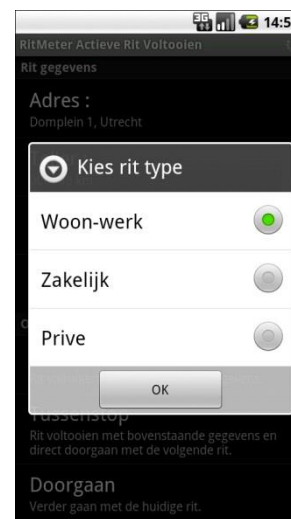 3G 14:5
RitMeter Actieve Rit Voltooien
Rit gegevens
Adres :
Domplein 1, Utrecht
Kies rit type
Woon-werk
Zakelijk
Prive
OK
Tussenstop
Rit voltooien met bovenstaande gegevens en
direct doorgaan met de volgende rit.
Doorgaan
Verder gaan met de huidige rit.